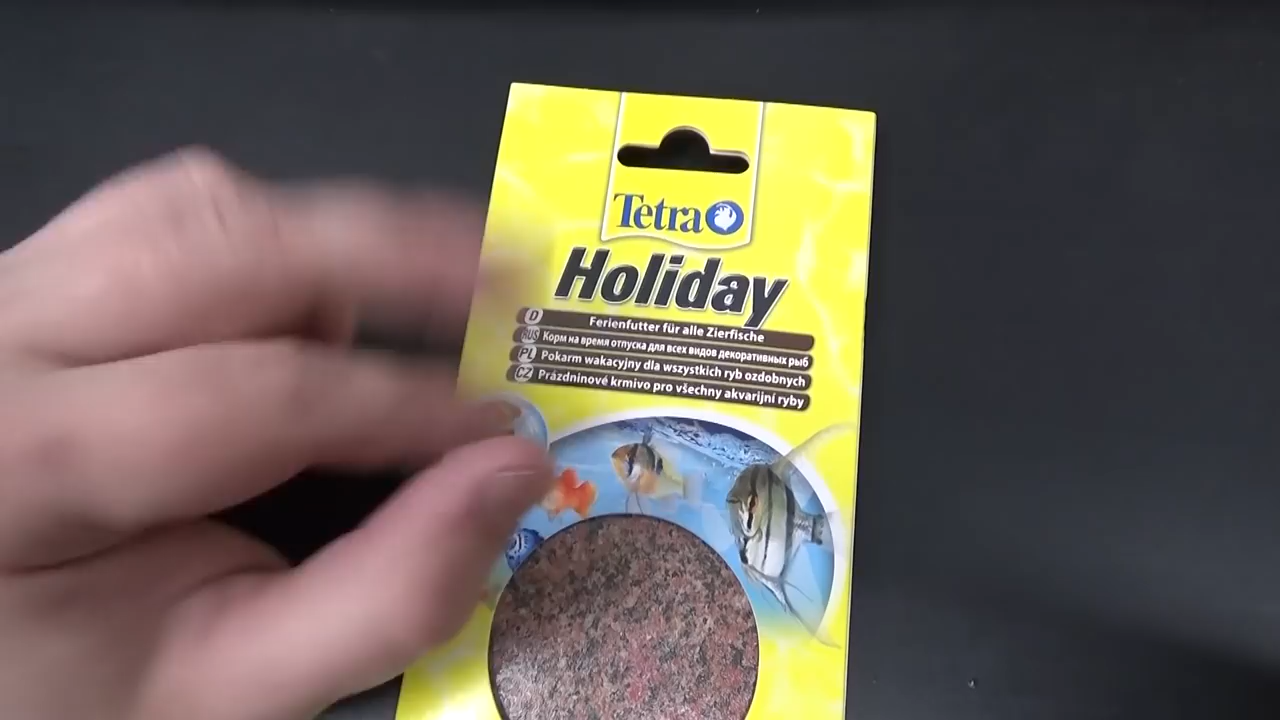 Tetra
Holiday
D Ferienfutter für alle Zierfische
RUS Корм на время отпуска для всех видов декоративных рыб
PL Pokarm wakacyjny dla wszystkich ryb ozdobnych
CZ Prázdninové krmivo pro všechny akvarijní ryby